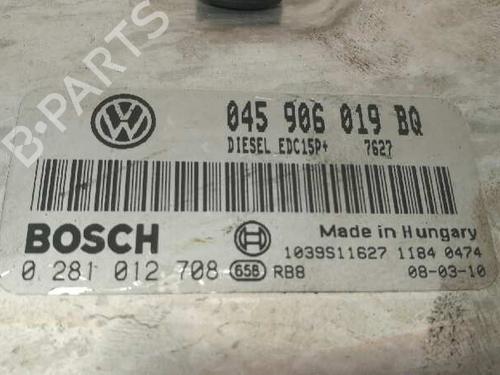 B-PARTS
045 906 019 BQ
DIESEL EDC15P+ 7627
BOSCH
Made in Hungary
1039S11627 1184 0474
0 281 012 708 658 RB8
08-03-10